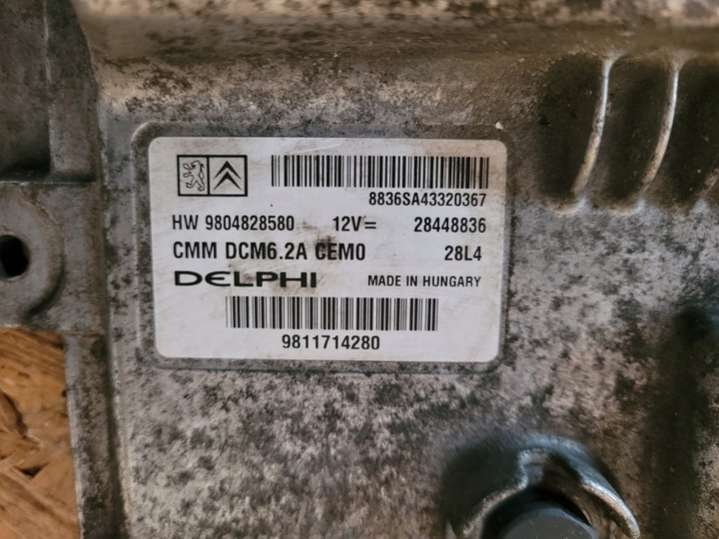 8836SA43320367
HW 9804828580 12V= 28448836
CMM DCM6.2A CEM0 28L4
DELPHI MADE IN HUNGARY
9811714280